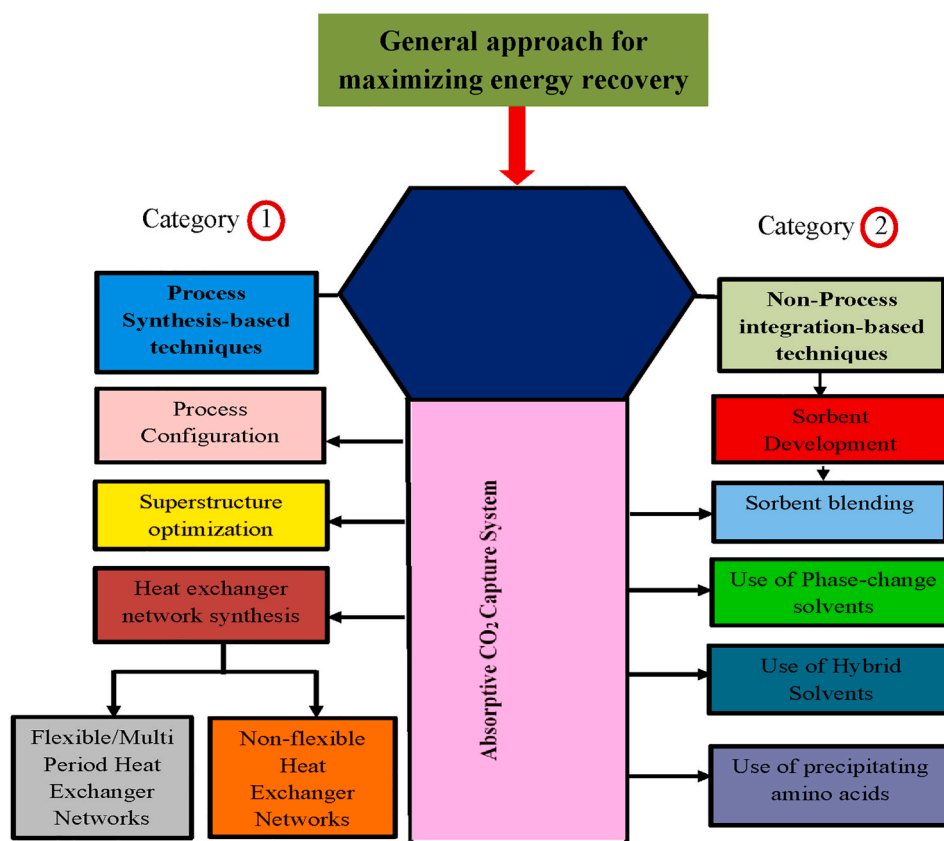 General approach for
maximizing energy recovery
Category 1
Category 2
Process
Synthesis-based
techniques
Non-Process
integration-based
techniques
Process
Configuration
Sorbent
Development
Superstructure
optimization
Sorbent blending
Heat exchanger
network synthesis
Use of Phase-change
solvents
Use of Hybrid
Solvents
Flexible/Multi
Period Heat
Exchanger
Networks
Non-flexible
Heat
Exchanger
Networks
Use of precipitating
amino acids
Absorptive CO₂ Capture System